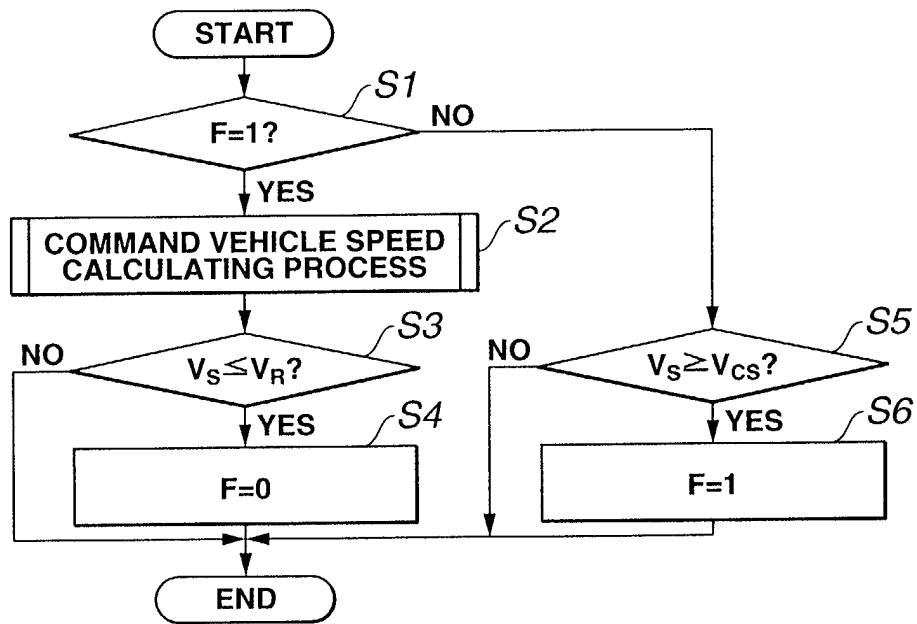 START
S1
F=1?
NO
YES
S2
COMMAND VEHICLE SPEED
CALCULATING PROCESS
S3
NO
V_S≤V_R?
YES
S4
F=0
S5
NO
V_S≥V_CS?
YES
S6
F=1
END